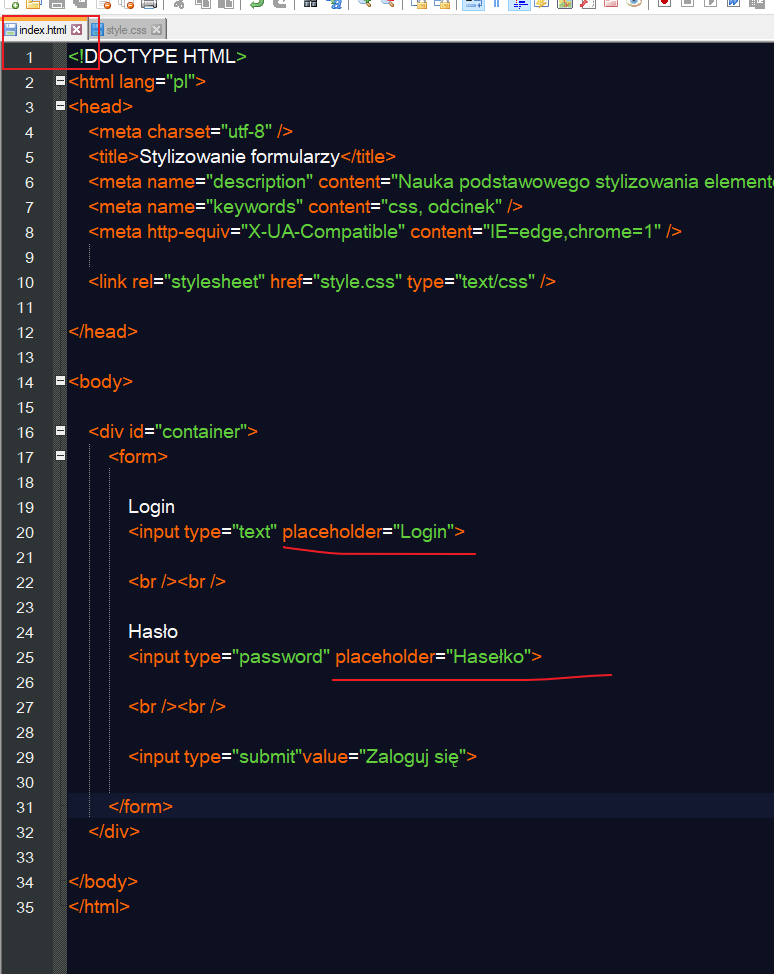 index.html style.css
1 <!DOCTYPE HTML>
2 <html lang="pl">
3 <head>
4 <meta charset="utf-8" />
5 <title>Stylizowanie formularzy</title>
6 <meta name="description" content="Nauka podstawowego stylizowania element
7 <meta name="keywords" content="css, odcinek" />
8 <meta http-equiv="X-UA-Compatible" content="IE=edge,chrome=1" />
9
10 <link rel="stylesheet" href="style.css" type="text/css" />
11
12 </head>
13
14 <body>
15
16 <div id="container">
17 <form>
18
19 Login
20 <input type="text" placeholder="Login">
21
22 <br /><br />
23
24 Hasło
25 <input type="password" placeholder="Hasełko">
26
27 <br /><br />
28
29 <input type="submit"value="Zaloguj się">
30
31 </form>
32 </div>
33
34 </body>
35 </html>